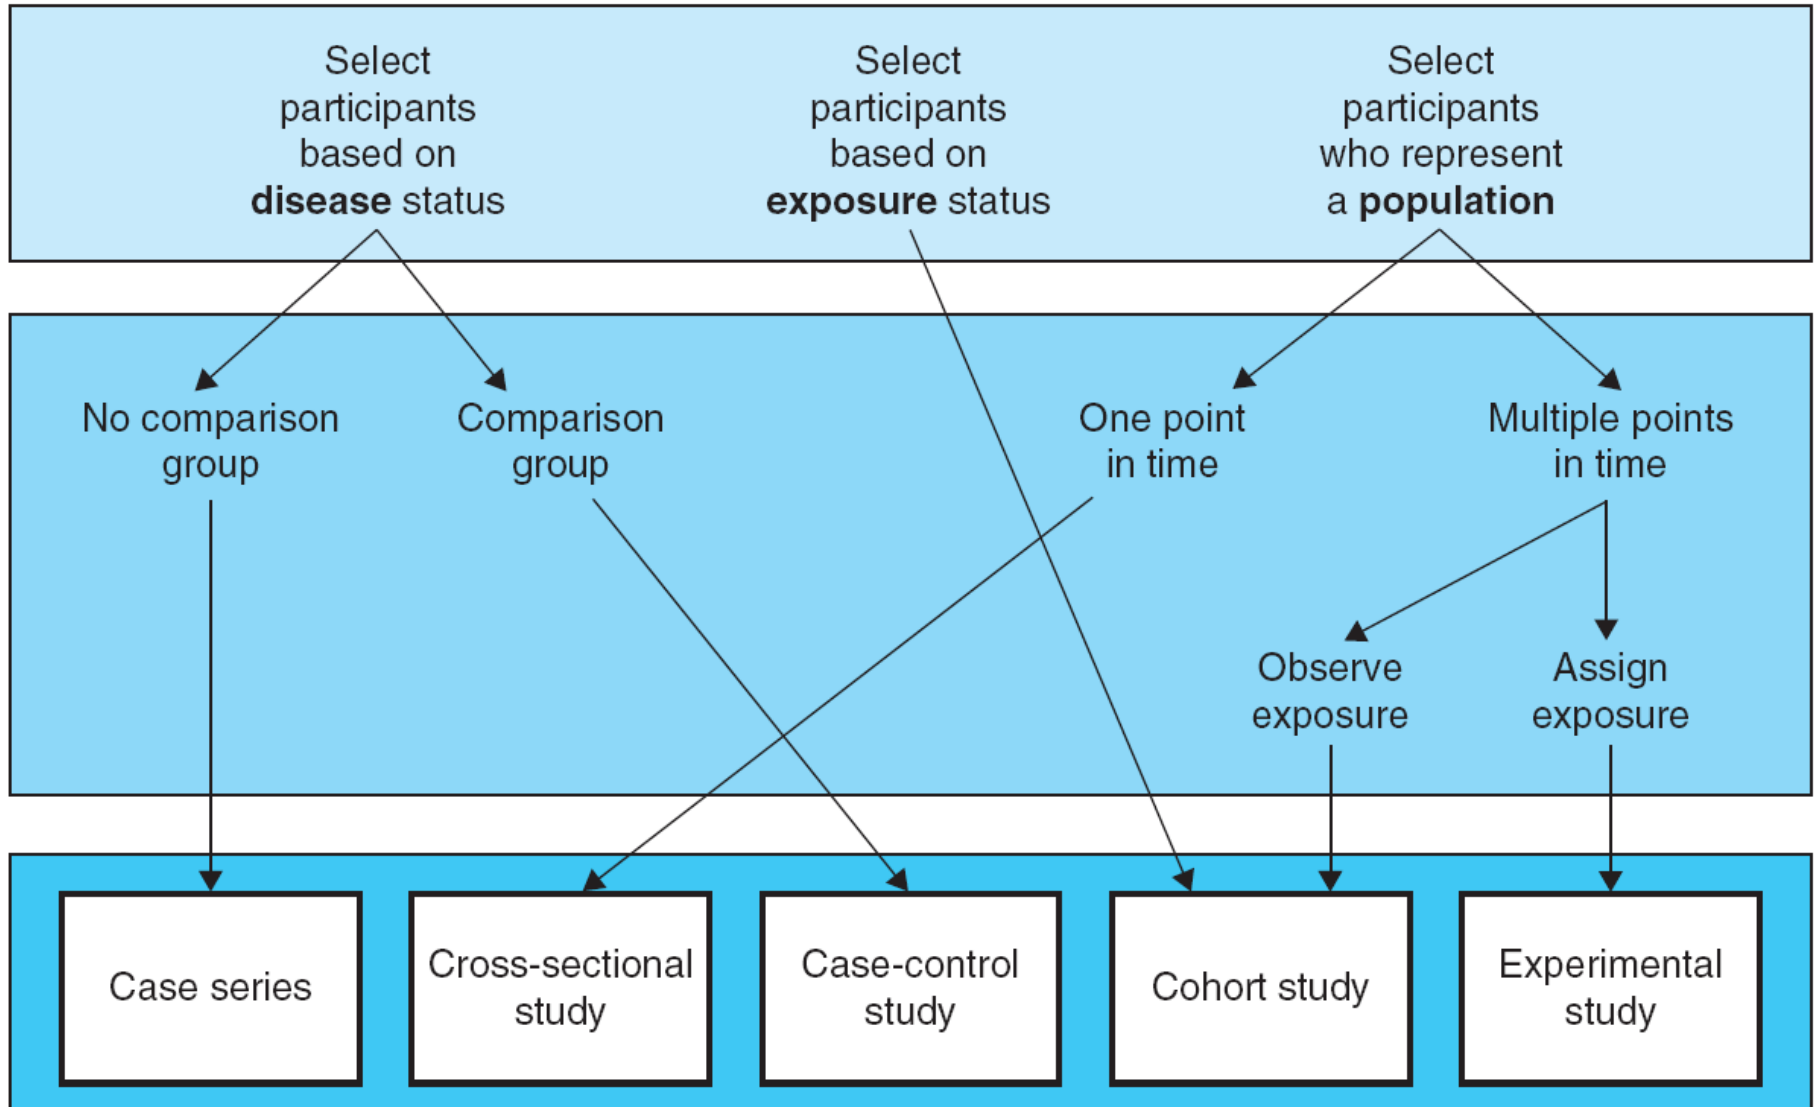 Select
participants
based on
disease status
Select
participants
based on
exposure status
Select
participants
who represent
a population
No comparison
group
Comparison
group
One point
in time
Multiple points
in time
Observe
exposure
Assign
exposure
Case series
Cross-sectional
study
Case-control
study
Cohort study
Experimental
study